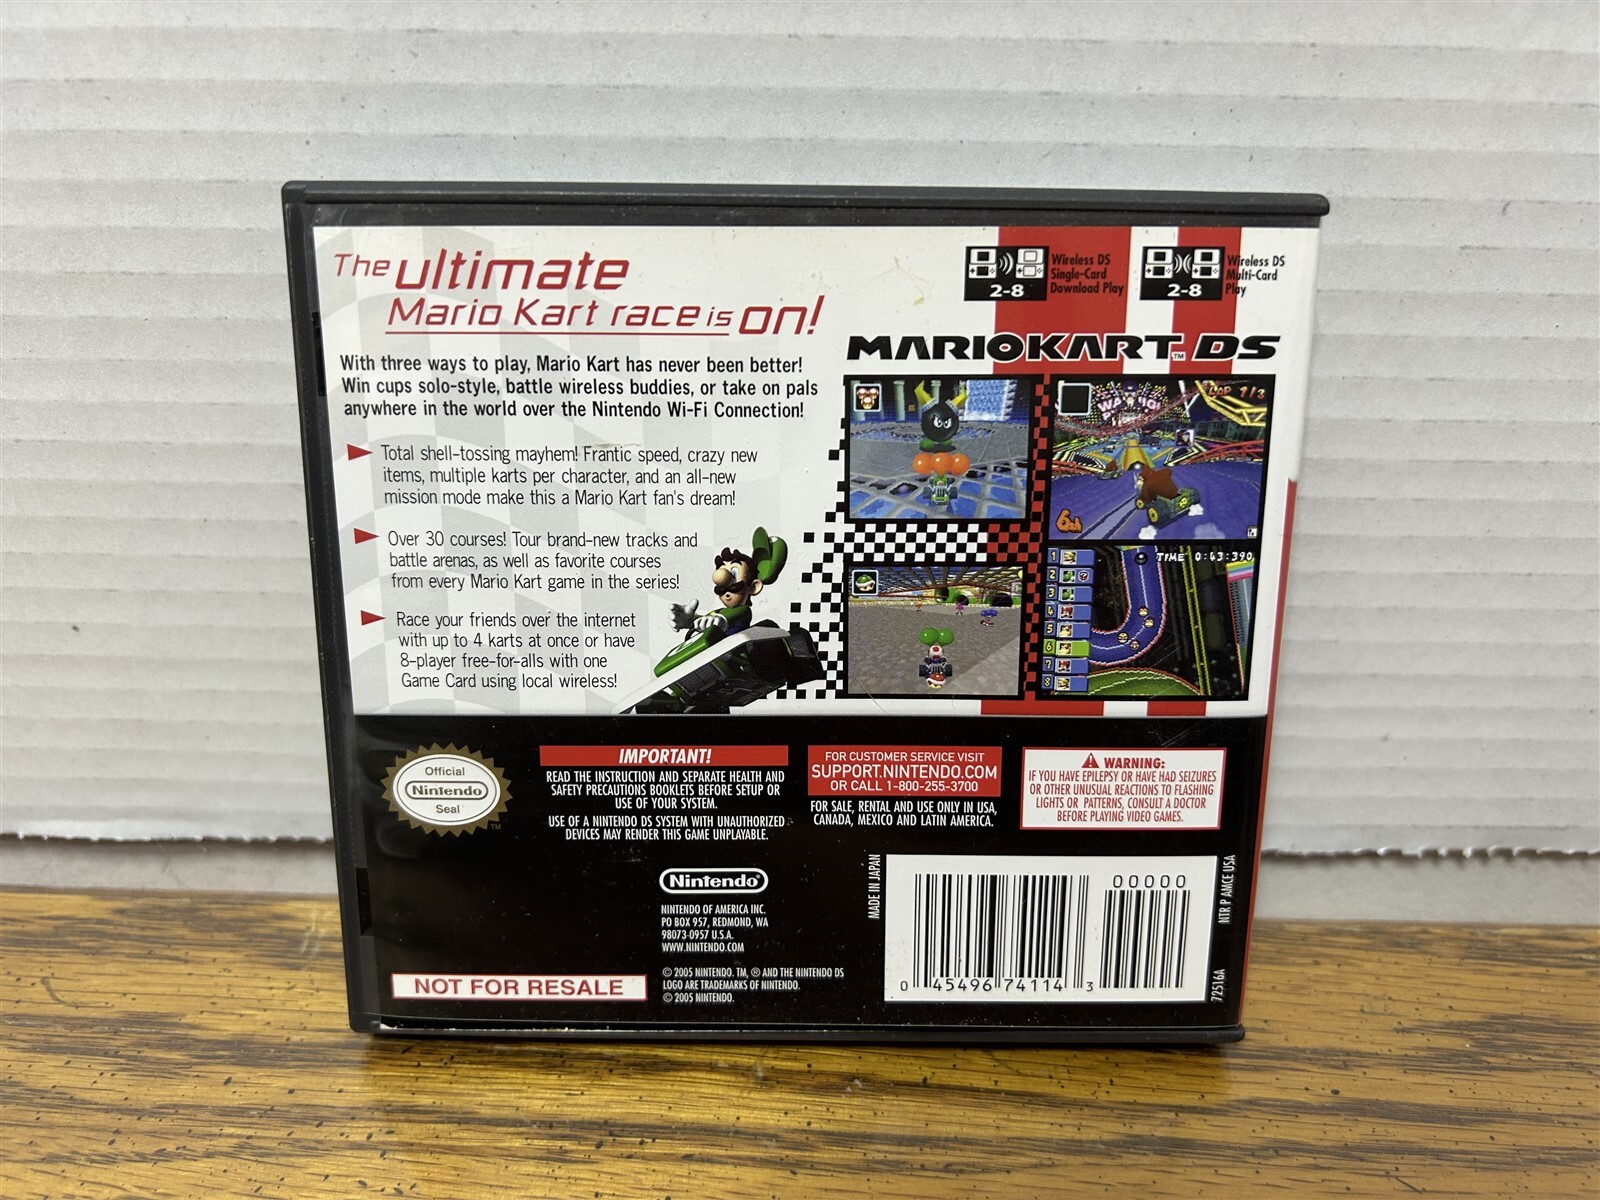 The ultimate
Mario Kart race is on!
With three ways to play, Mario Kart has never been better!
Win cups solo-style, battle wireless buddies, or take on pals
anywhere in the world over the Nintendo Wi-Fi Connection!
Total shell-tossing mayhem! Frantic speed, crazy new
items, multiple karts per character, and an all-new
mission mode make this a Mario Kart fan's dream!
Over 30 courses! Tour brand-new tracks and
battle arenas, as well as favorite courses
from every Mario Kart game in the series!
Race your friends over the internet
with up to 4 karts at once or have
8-player free-for-alls with one
Game Card using local wireless!
2-8
Wireless DS
Single-Card
Download Play
2-8
Wireless DS
Multi-Card
Play
MARIOKART™ DS
LAP 1/3
6th
TIME 0:43:390
1
2
3
4
5
6
7
8
Official
Nintendo
Seal
TM
IMPORTANT!
READ THE INSTRUCTION AND SEPARATE HEALTH AND
SAFETY PRECAUTIONS BOOKLETS BEFORE SETUP OR
USE OF YOUR SYSTEM.
USE OF A NINTENDO DS SYSTEM WITH UNAUTHORIZED
DEVICES MAY RENDER THIS GAME UNPLAYABLE.
FOR CUSTOMER SERVICE VISIT
SUPPORT.NINTENDO.COM
OR CALL 1-800-255-3700
FOR SALE, RENTAL AND USE ONLY IN USA,
CANADA, MEXICO AND LATIN AMERICA.
WARNING:
IF YOU HAVE EPILEPSY OR HAVE HAD SEIZURES
OR OTHER UNUSUAL REACTIONS TO FLASHING
LIGHTS OR PATTERNS, CONSULT A DOCTOR
BEFORE PLAYING VIDEO GAMES.
Nintendo®
NINTENDO OF AMERICA INC.
PO BOX 957, REDMOND, WA
98073-0957 U.S.A.
WWW.NINTENDO.COM
© 2005 NINTENDO. TM, ® AND THE NINTENDO DS
LOGO ARE TRADEMARKS OF NINTENDO.
© 2005 NINTENDO.
NOT FOR RESALE
MADE IN JAPAN
00000
0 45496 74114 3
NTR P AMCE USA
72516A